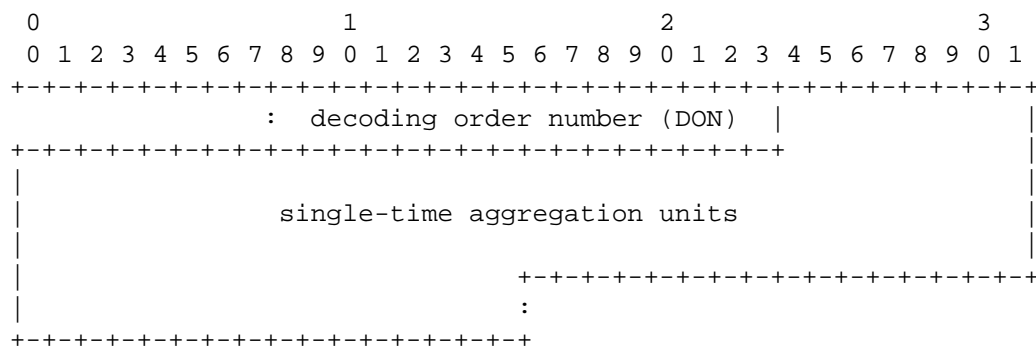 0                   1                   2                   3
0 1 2 3 4 5 6 7 8 9 0 1 2 3 4 5 6 7 8 9 0 1 2 3 4 5 6 7 8 9 0 1
+-+-+-+-+-+-+-+-+-+-+-+-+-+-+-+-+-+-+-+-+-+-+-+-+-+-+-+-+-+-+-+-+
:  decoding order number (DON)  |               |
+-+-+-+-+-+-+-+-+-+-+-+-+-+-+-+-+-+-+-+-+-+-+-+-+               |
|                                                               |
|                single-time aggregation units                  |
|                                                               |
|                               +-+-+-+-+-+-+-+-+-+-+-+-+-+-+-+-+
|                               :
+-+-+-+-+-+-+-+-+-+-+-+-+-+-+-+-+